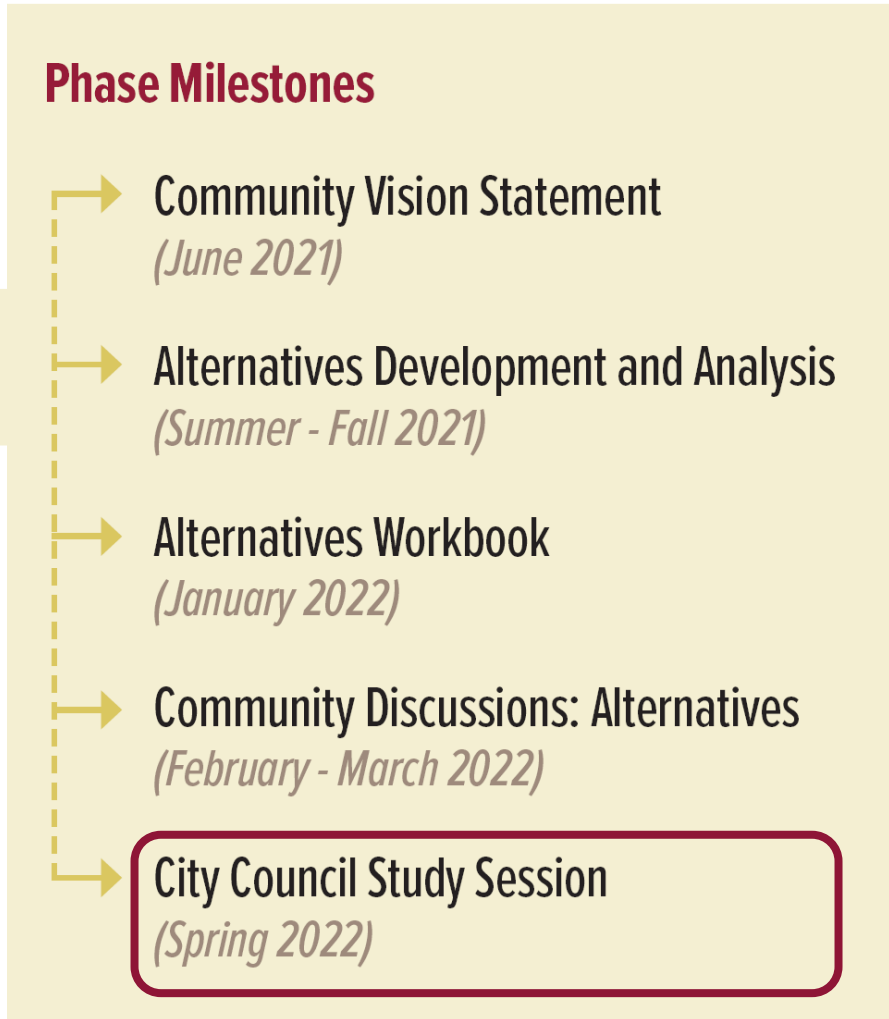 Phase Milestones
Community Vision Statement
(June 2021)
Alternatives Development and Analysis
(Summer - Fall 2021)
Alternatives Workbook
(January 2022)
Community Discussions: Alternatives
(February - March 2022)
City Council Study Session
(Spring 2022)